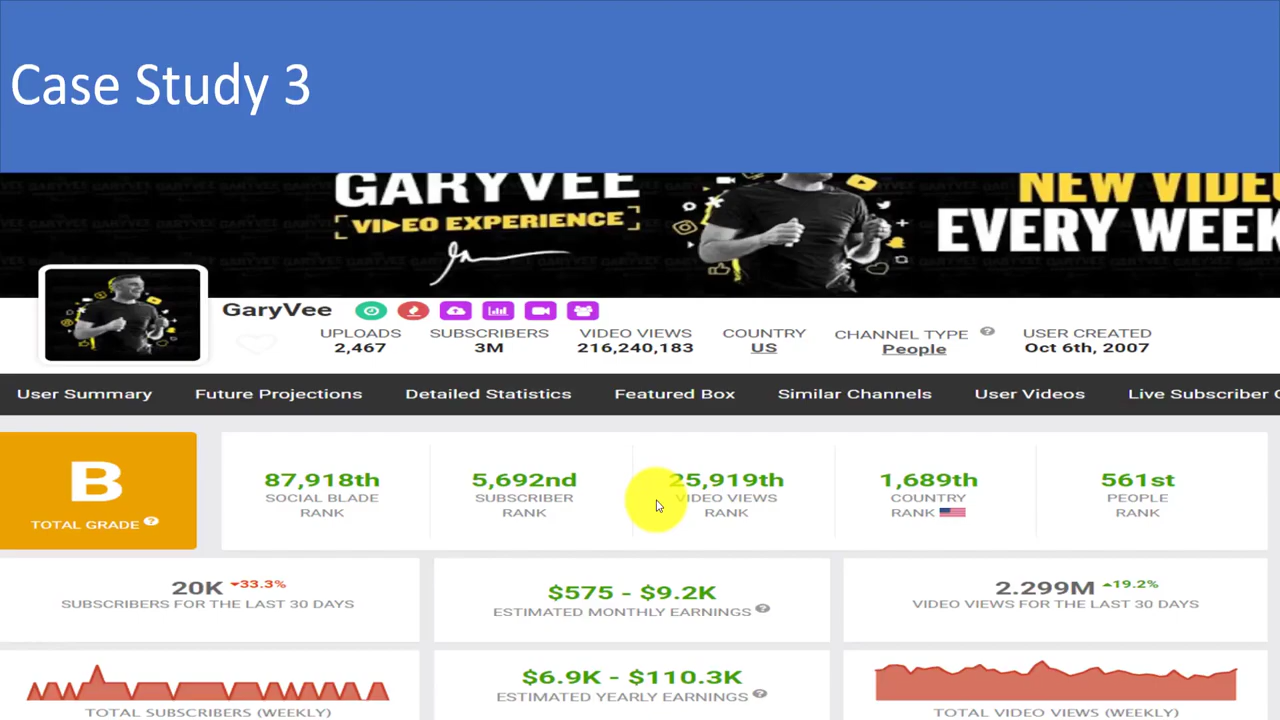 Case Study 3
GARYVEE
VIDEO EXPERIENCE
NEW VIDE
EVERY WEEK
GaryVee
UPLOADS SUBSCRIBERS VIDEO VIEWS COUNTRY CHANNEL TYPE USER CREATED
2,467 3M 216,240,183 US People Oct 6th, 2007
User Summary Future Projections Detailed Statistics Featured Box Similar Channels User Videos Live Subscriber C
B
TOTAL GRADE
87,918th 5,692nd 25,919th 1,689th 561st
SOCIAL BLADE SUBSCRIBER VIDEO VIEWS COUNTRY PEOPLE
RANK RANK RANK RANK RANK
20K 33.3% $575 - $9.2K 2.299M 19.2%
SUBSCRIBERS FOR THE LAST 30 DAYS ESTIMATED MONTHLY EARNINGS VIDEO VIEWS FOR THE LAST 30 DAYS
$6.9K - $110.3K
TOTAL SUBSCRIBERS (WEEKLY) ESTIMATED YEARLY EARNINGS TOTAL VIDEO VIEWS (WEEKLY)